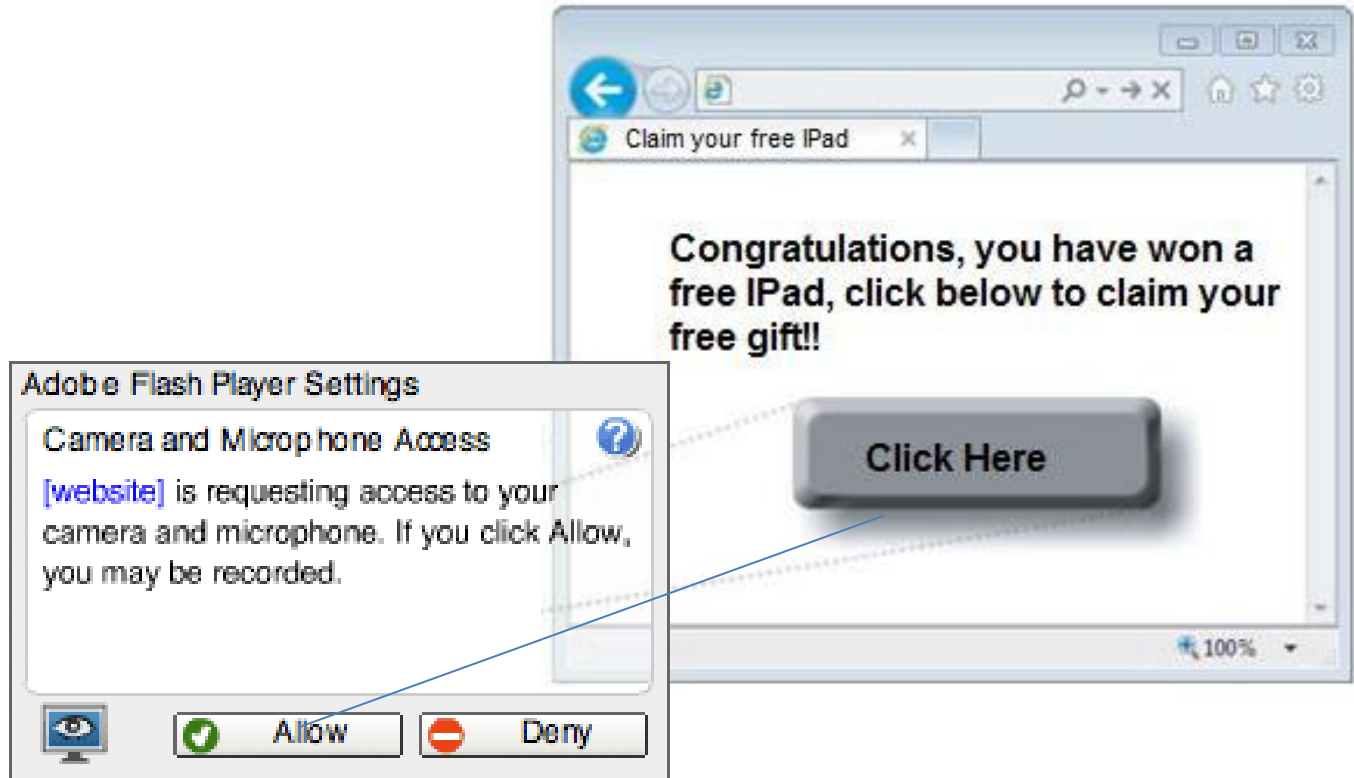 Claim your free IPad
Congratulations, you have won a
free IPad, click below to claim your
free gift!!
Click Here
100%
Adobe Flash Player Settings
Camera and Microphone Access
[website] is requesting access to your
camera and microphone. If you click Allow,
you may be recorded.
Allow
Deny